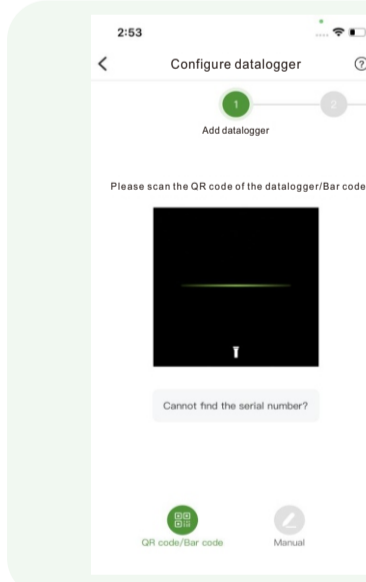 2:53
Configure datalogger ?
1 2
Add datalogger
Please scan the QR code of the datalogger/Bar code
Cannot find the serial number?
QR code/Bar code Manual